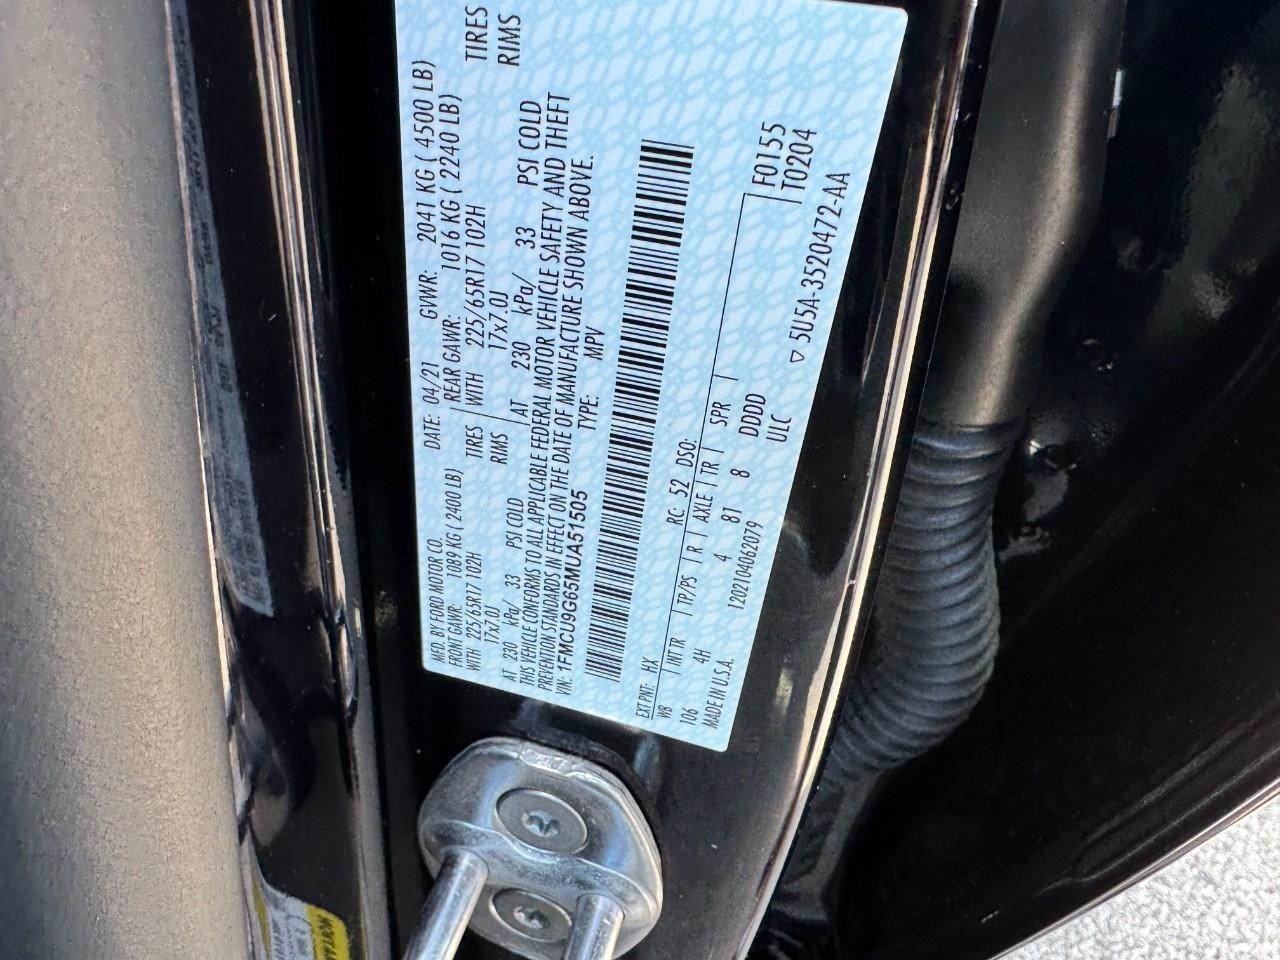 MFD. BY FORD MOTOR CO.
DATE: 04/21 GVWR: 2041 KG ( 4500 LB)
FRONT GAWR: 1089 KG ( 2400 LB)
REAR GAWR: 1016 KG ( 2240 LB)
WITH 225/65R17 102H TIRES
WITH 225/65R17 102H TIRES
17x7.0J RIMS
17x7.0J RIMS
AT 230 kPa/ 33 PSI COLD
AT 230 kPa/ 33 PSI COLD
THIS VEHICLE CONFORMS TO ALL APPLICABLE FEDERAL MOTOR VEHICLE SAFETY AND THEFT
PREVENTION STANDARDS IN EFFECT ON THE DATE OF MANUFACTURE SHOWN ABOVE.
VIN: 1FMCU9G65MUA51505 TYPE: MPV
EXT PNT: HX RC: 52 DSO:
F0155
WB INT TR TP/PS R AXLE TR SPR
T0204
106 4H 4 81 8 DDDD
MADE IN U.S.A. 1202104062079 ULC
▽ 5U5A-3520472-AA